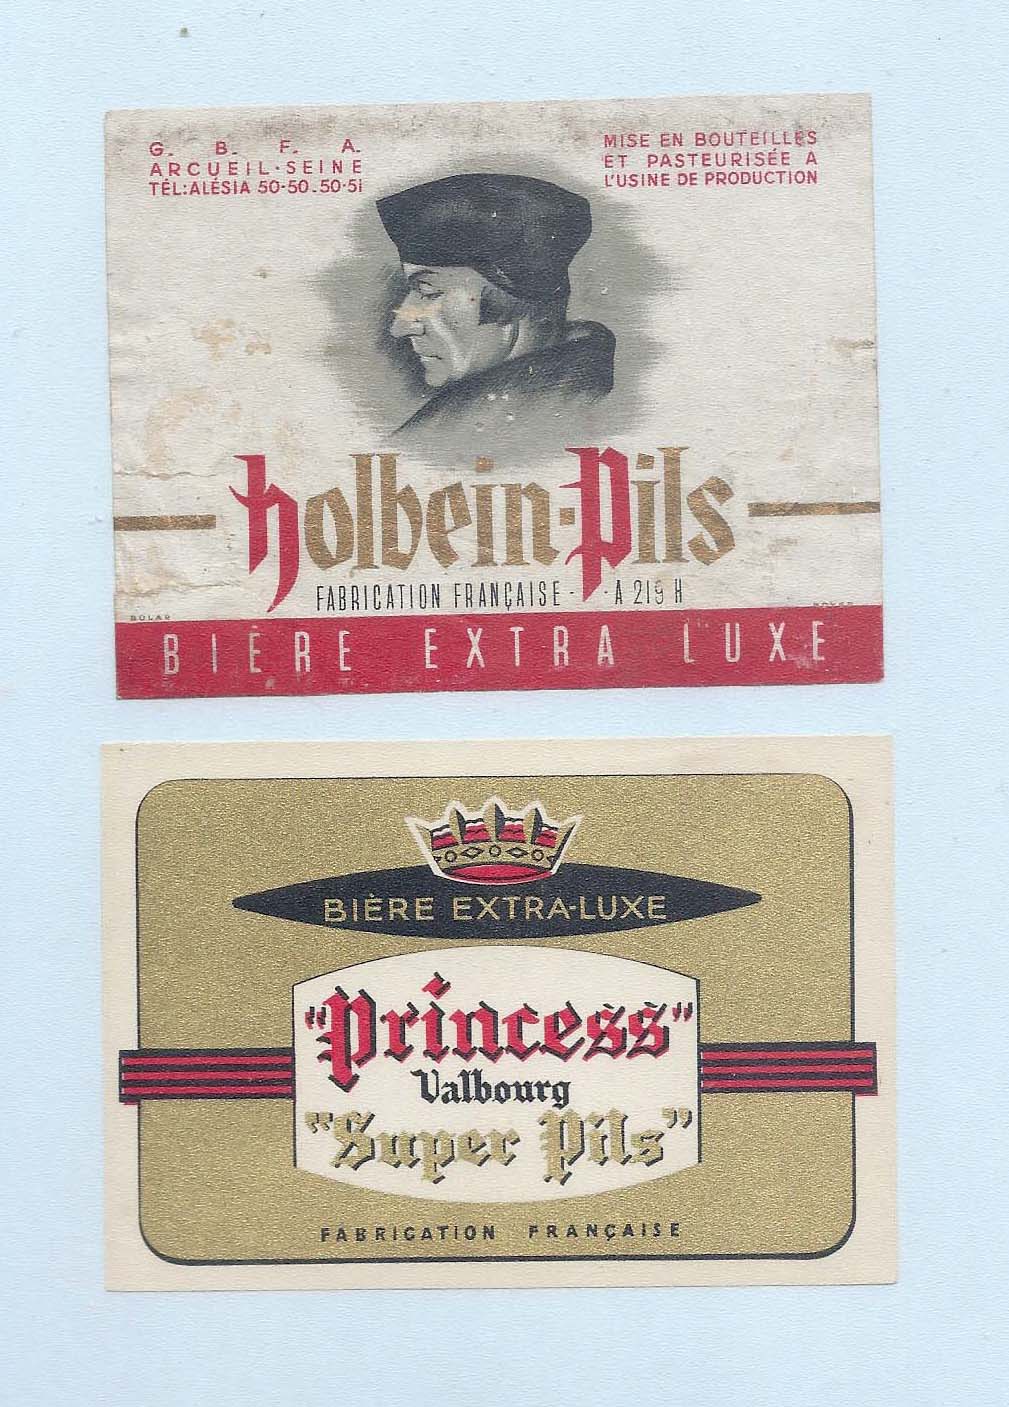 G. B. F. A.
ARCUEIL·SEINE
TÉL:ALÉSIA 50-50.50-51
MISE EN BOUTEILLES
ET PASTEURISÉE A
L'USINE DE PRODUCTION
holbein-Pils
FABRICATION FRANÇAISE - - A 219 H
BOLAR
BIÈRE EXTRA LUXE
BIÈRE EXTRA-LUXE
"Princess"
Valbourg
"Super Pils"
FABRICATION FRANÇAISE